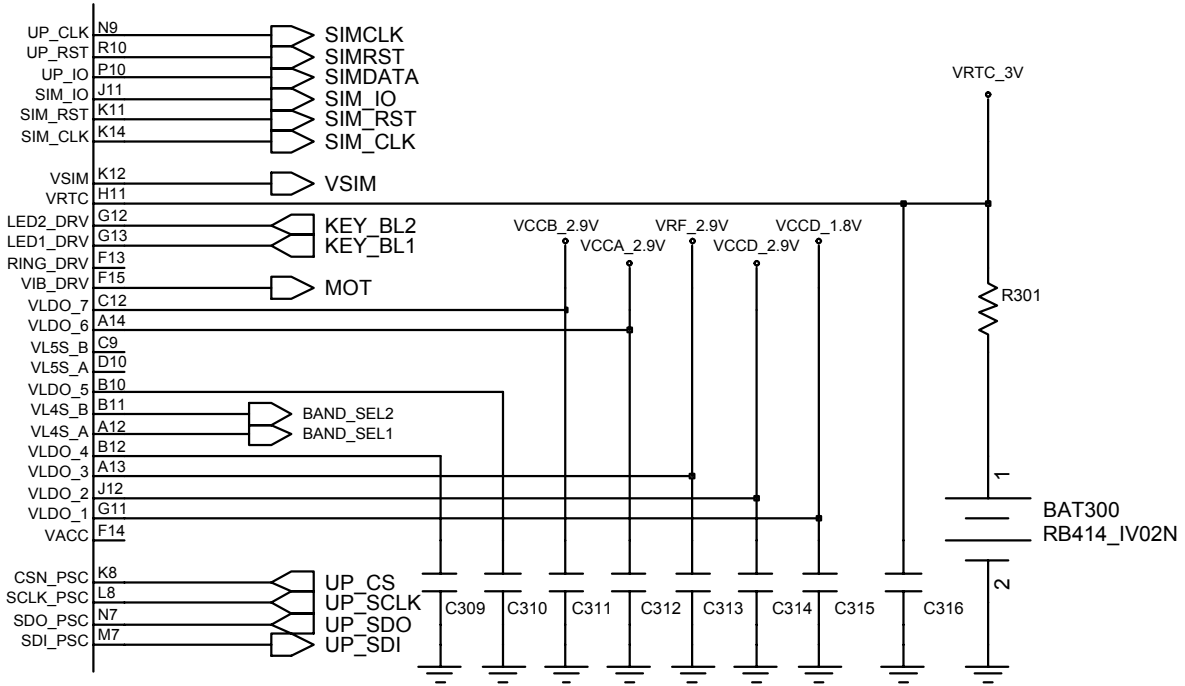 UP_CLK N9 SIMCLK
UP_RST R10 SIMRST
UP_IO P10 SIMDATA
SIM_IO J11 SIM_IO
SIM_RST K11 SIM_RST
SIM_CLK K14 SIM_CLK
VRTC_3V
VSIM K12 VSIM
VRTC H11
LED2_DRV G12 KEY_BL2
LED1_DRV G13 KEY_BL1
VCCB_2.9V VRF_2.9V VCCD_1.8V
VCCA_2.9V VCCD_2.9V
RING_DRV F13
VIB_DRV F15 MOT
R301
VLDO_7 C12
VLDO_6 A14
VL5S_B C9
VL5S_A D10
VLDO_5 B10
VL4S_B B11 BAND_SEL2
VL4S_A A12 BAND_SEL1
VLDO_4 B12
VLDO_3 A13
1
VLDO_2 J12
VLDO_1 G11
BAT300
VACC F14
RB414_IV02N
CSN_PSC K8 UP_CS
2
SCLK_PSC L8 UP_SCLK
C309 C310 C311 C312 C313 C314 C315 C316
SDO_PSC N7 UP_SDO
SDI_PSC M7 UP_SDI